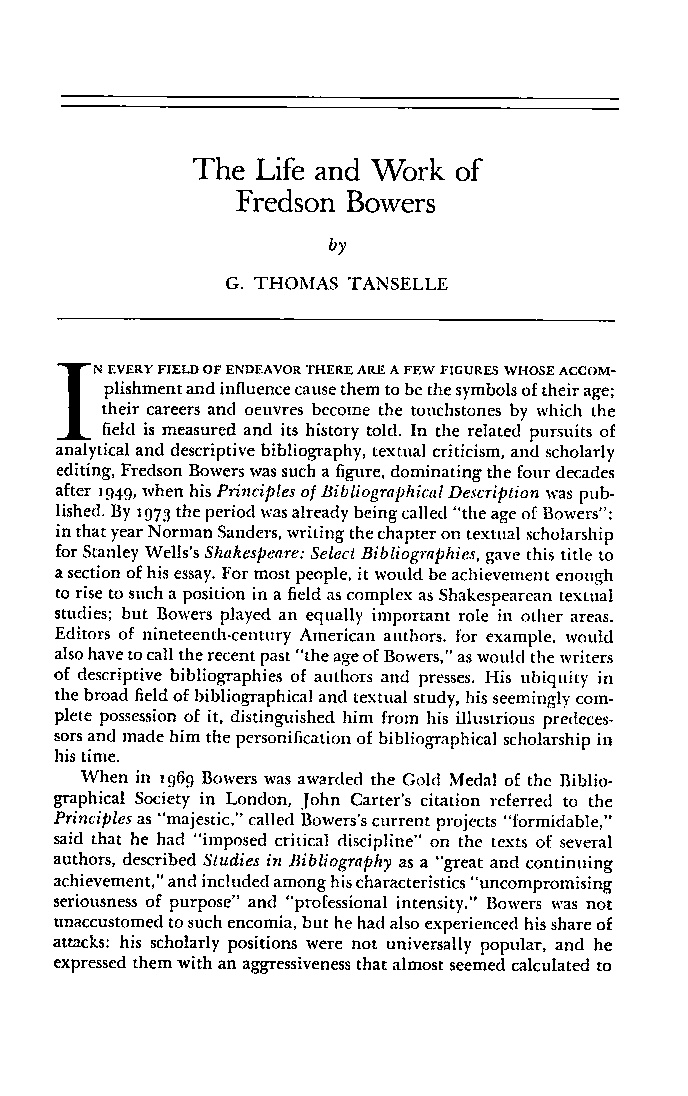 The Life and Work of
Fredson Bowers
by
G. THOMAS TANSELLE
IN EVERY FIELD OF ENDEAVOR THERE ARE A FEW FIGURES WHOSE ACCOM-
plishment and influence cause them to be the symbols of their age;
their careers and oeuvres become the touchstones by which the
field is measured and its history told. In the related pursuits of
analytical and descriptive bibliography, textual criticism, and scholarly
editing, Fredson Bowers was such a figure, dominating the four decades
after 1949, when his Principles of Bibliographical Description was pub-
lished. By 1973 the period was already being called "the age of Bowers":
in that year Norman Sanders, writing the chapter on textual scholarship
for Stanley Wells's Shakespeare: Select Bibliographies, gave this title to
a section of his essay. For most people, it would be achievement enough
to rise to such a position in a field as complex as Shakespearean textual
studies; but Bowers played an equally important role in other areas.
Editors of nineteenth-century American authors, for example, would
also have to call the recent past "the age of Bowers," as would the writers
of descriptive bibliographies of authors and presses. His ubiquity in
the broad field of bibliographical and textual study, his seemingly com-
plete possession of it, distinguished him from his illustrious predeces-
sors and made him the personification of bibliographical scholarship in
his time.
When in 1969 Bowers was awarded the Gold Medal of the Biblio-
graphical Society in London, John Carter's citation referred to the
Principles as "majestic," called Bowers's current projects "formidable,"
said that he had "imposed critical discipline" on the texts of several
authors, described Studies in Bibliography as a "great and continuing
achievement," and included among his characteristics "uncompromising
seriousness of purpose" and "professional intensity." Bowers was not
unaccustomed to such encomia, but he had also experienced his share of
attacks: his scholarly positions were not universally popular, and he
expressed them with an aggressiveness that almost seemed calculated to